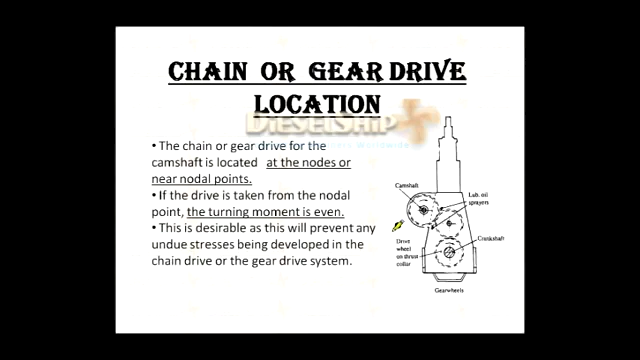 CHAIN OR GEAR DRIVE
LOCATION
DIESELSHIP
• The chain or gear drive for the
camshaft is located at the nodes or
near nodal points.
• If the drive is taken from the nodal
point, the turning moment is even.
• This is desirable as this will prevent any
undue stresses being developed in the
chain drive or the gear drive system.
Camshaft
Lub. oil
sprayers
Drive
wheel
on thrust
collar
Crankshaft
Gearwheels